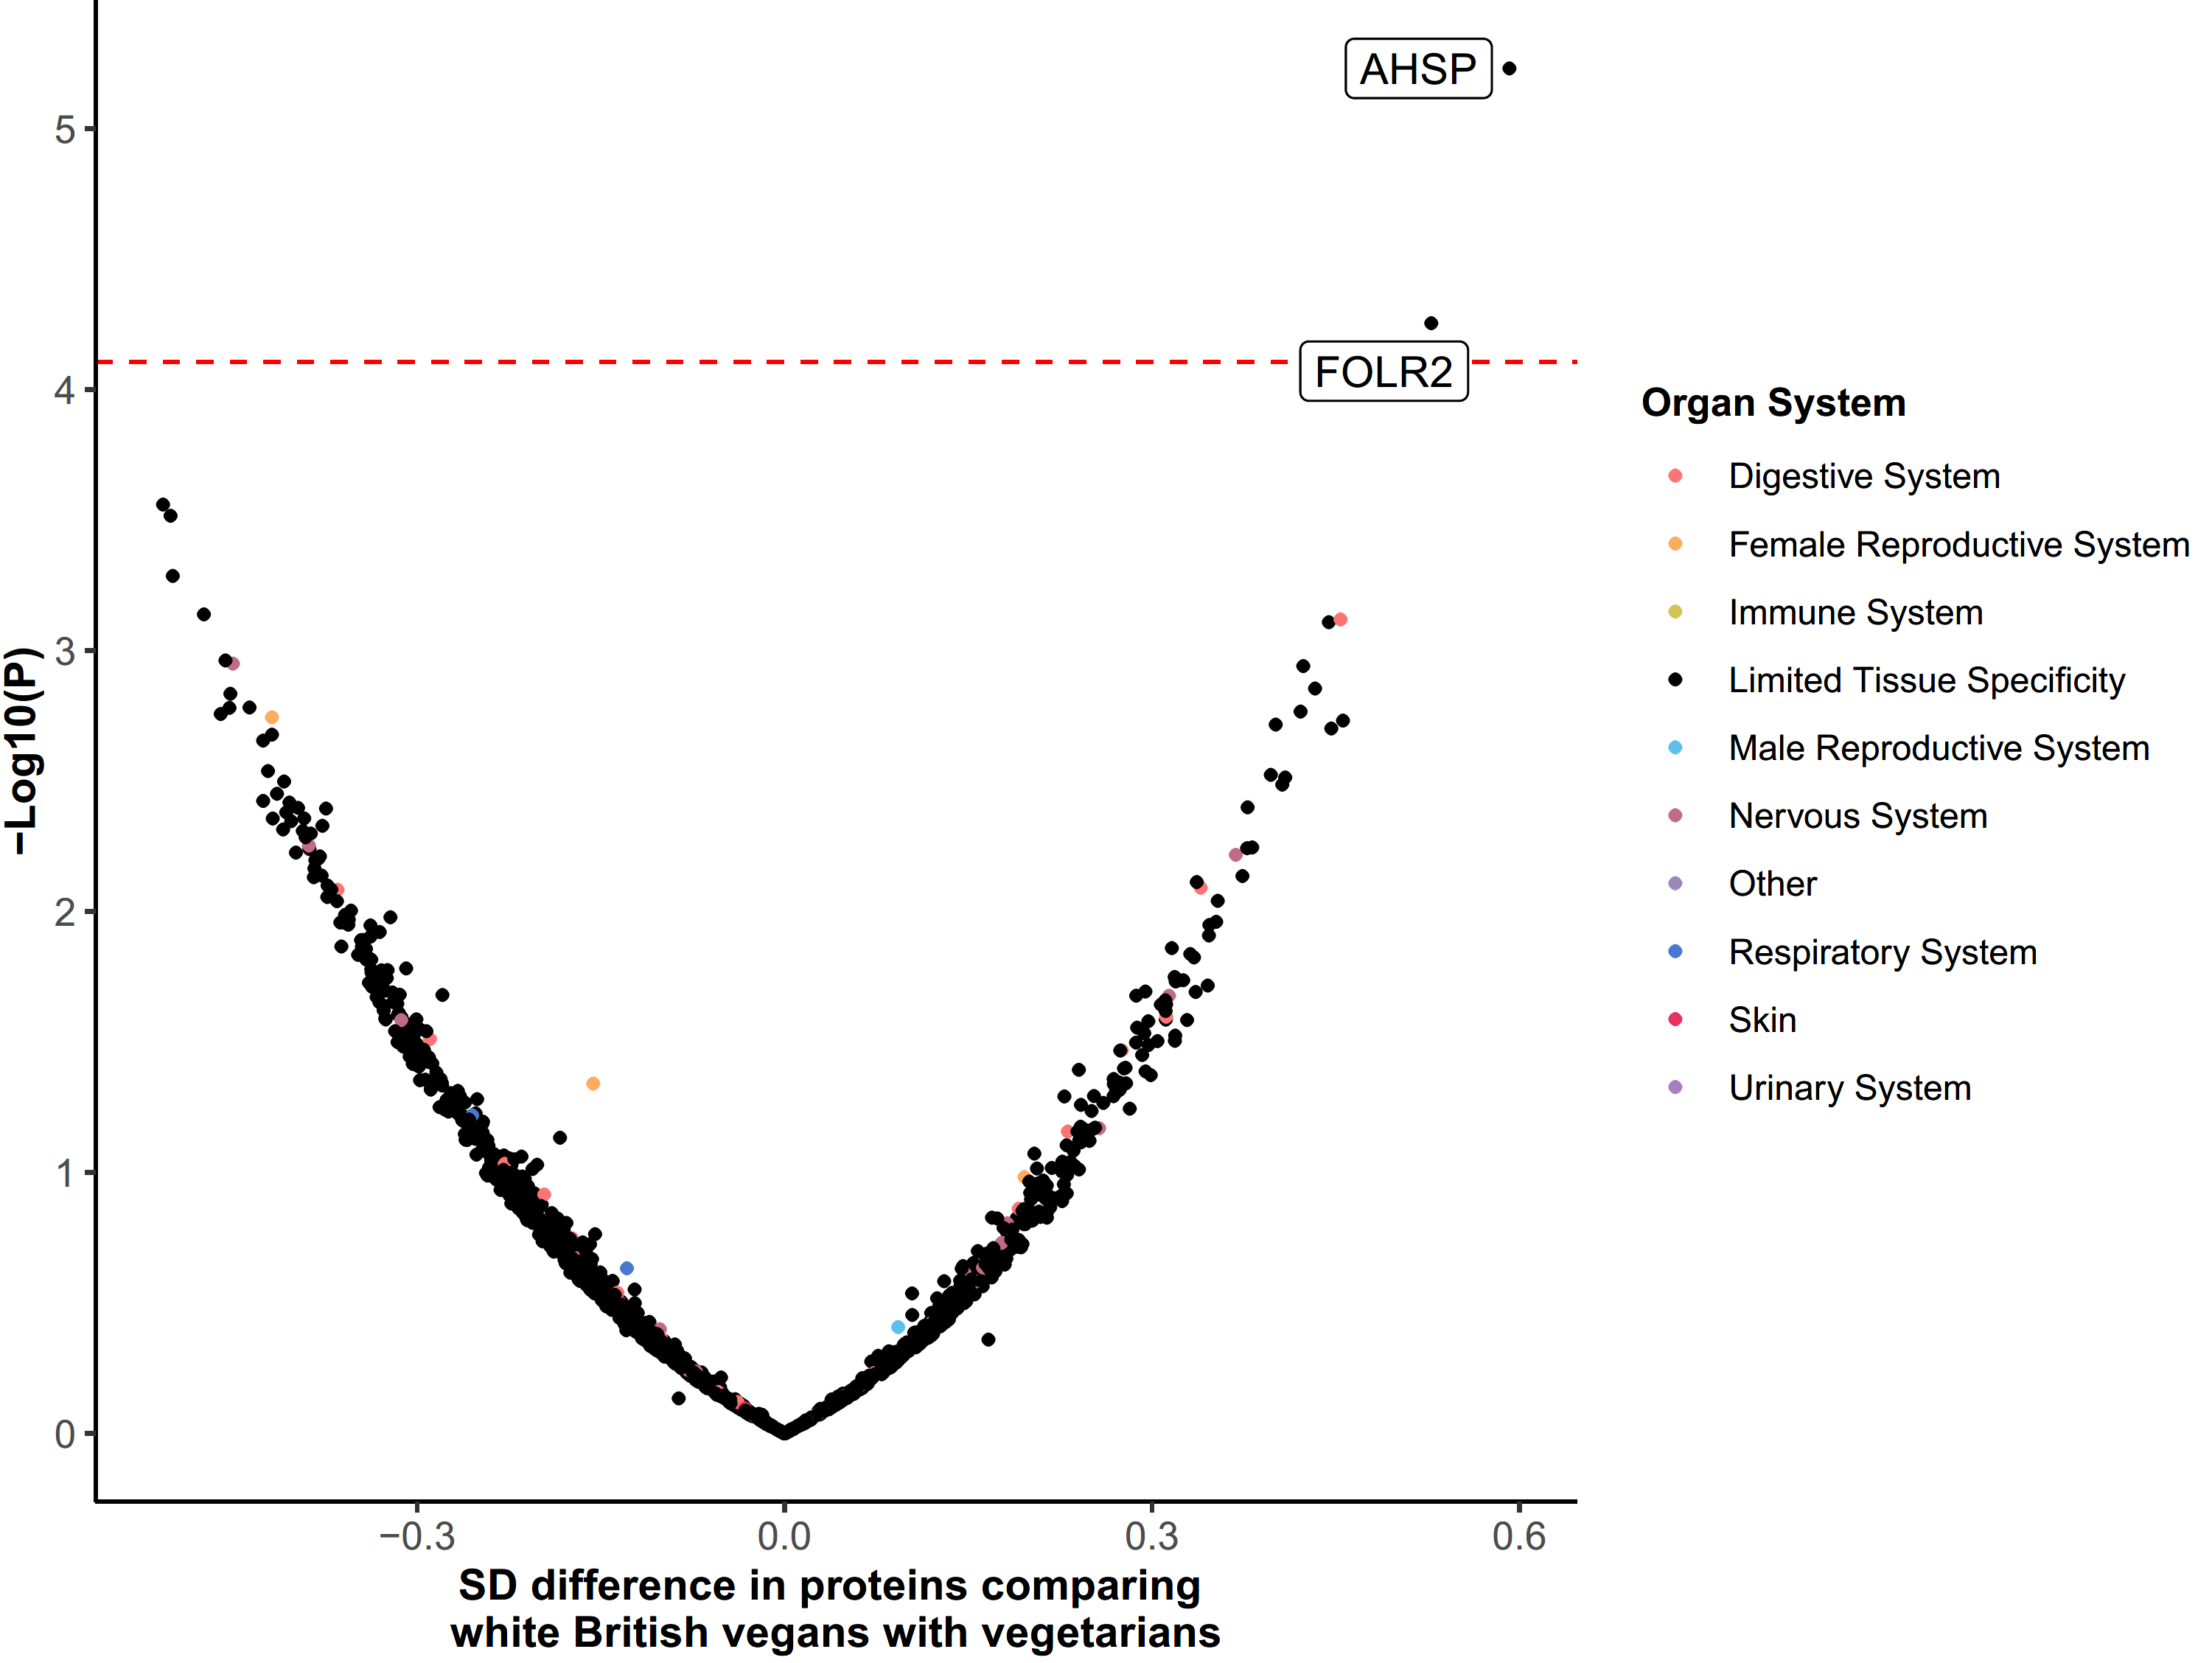 AHSP
FOLR2
5
4
3
2
1
0
−Log10(P)
−0.3
0.0
0.3
0.6
SD difference in proteins comparing
white British vegans with vegetarians
Organ System
Digestive System
Female Reproductive System
Immune System
Limited Tissue Specificity
Male Reproductive System
Nervous System
Other
Respiratory System
Skin
Urinary System